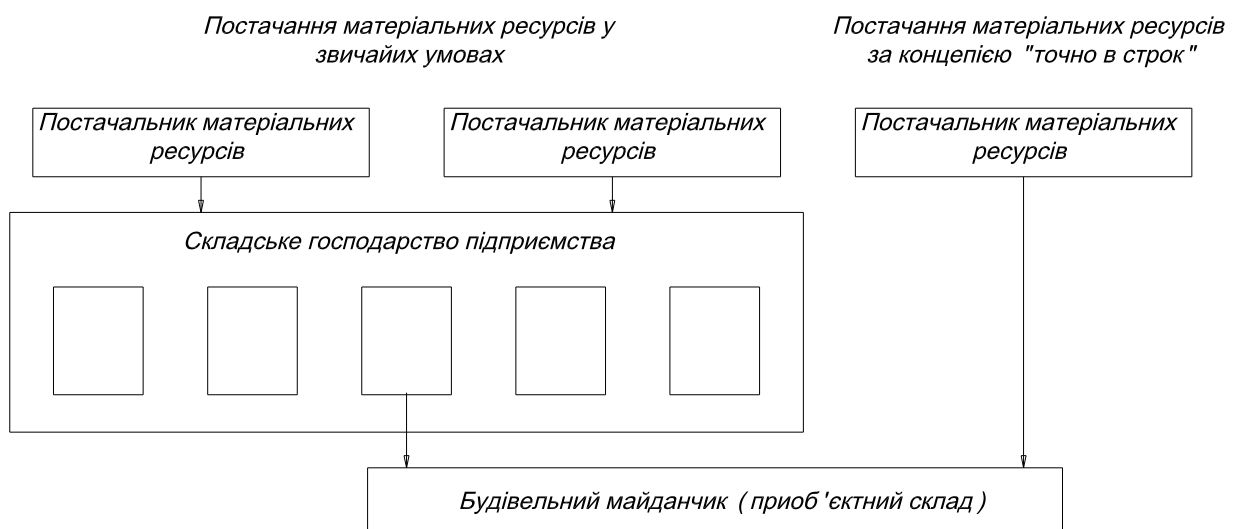 Постачання матеріальних ресурсів у
звичайих умовах
Постачання матеріальних ресурсів
за концепією "точно в строк"
Постачальник матеріальних
ресурсів
Постачальник матеріальних
ресурсів
Постачальник матеріальних
ресурсів
Складське господарство підприємства
Будівельний майданчик ( приоб 'єктний склад )